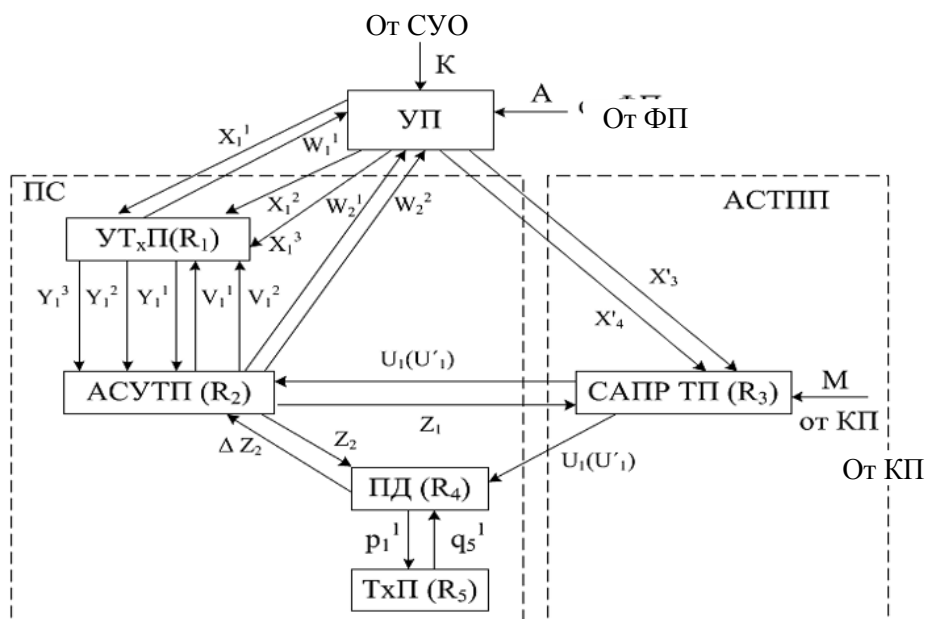 От СУО
К
А
УП
От ФП
X₁¹
W₁¹
ПС
АСТПП
X₁²
W₂¹
W₂²
УТₓП(R₁)
X₁³
X'₃
Y₁³
Y₁²
Y₁¹
V₁¹
V₁²
X'₄
U₁(U´₁)
АСУТП (R₂)
САПР ТП (R₃)
М
от КП
Z₁
Δ Z₂
Z₂
U₁(U´₁)
От КП
ПД (R₄)
p₁¹
q₅¹
ТхП (R₅)